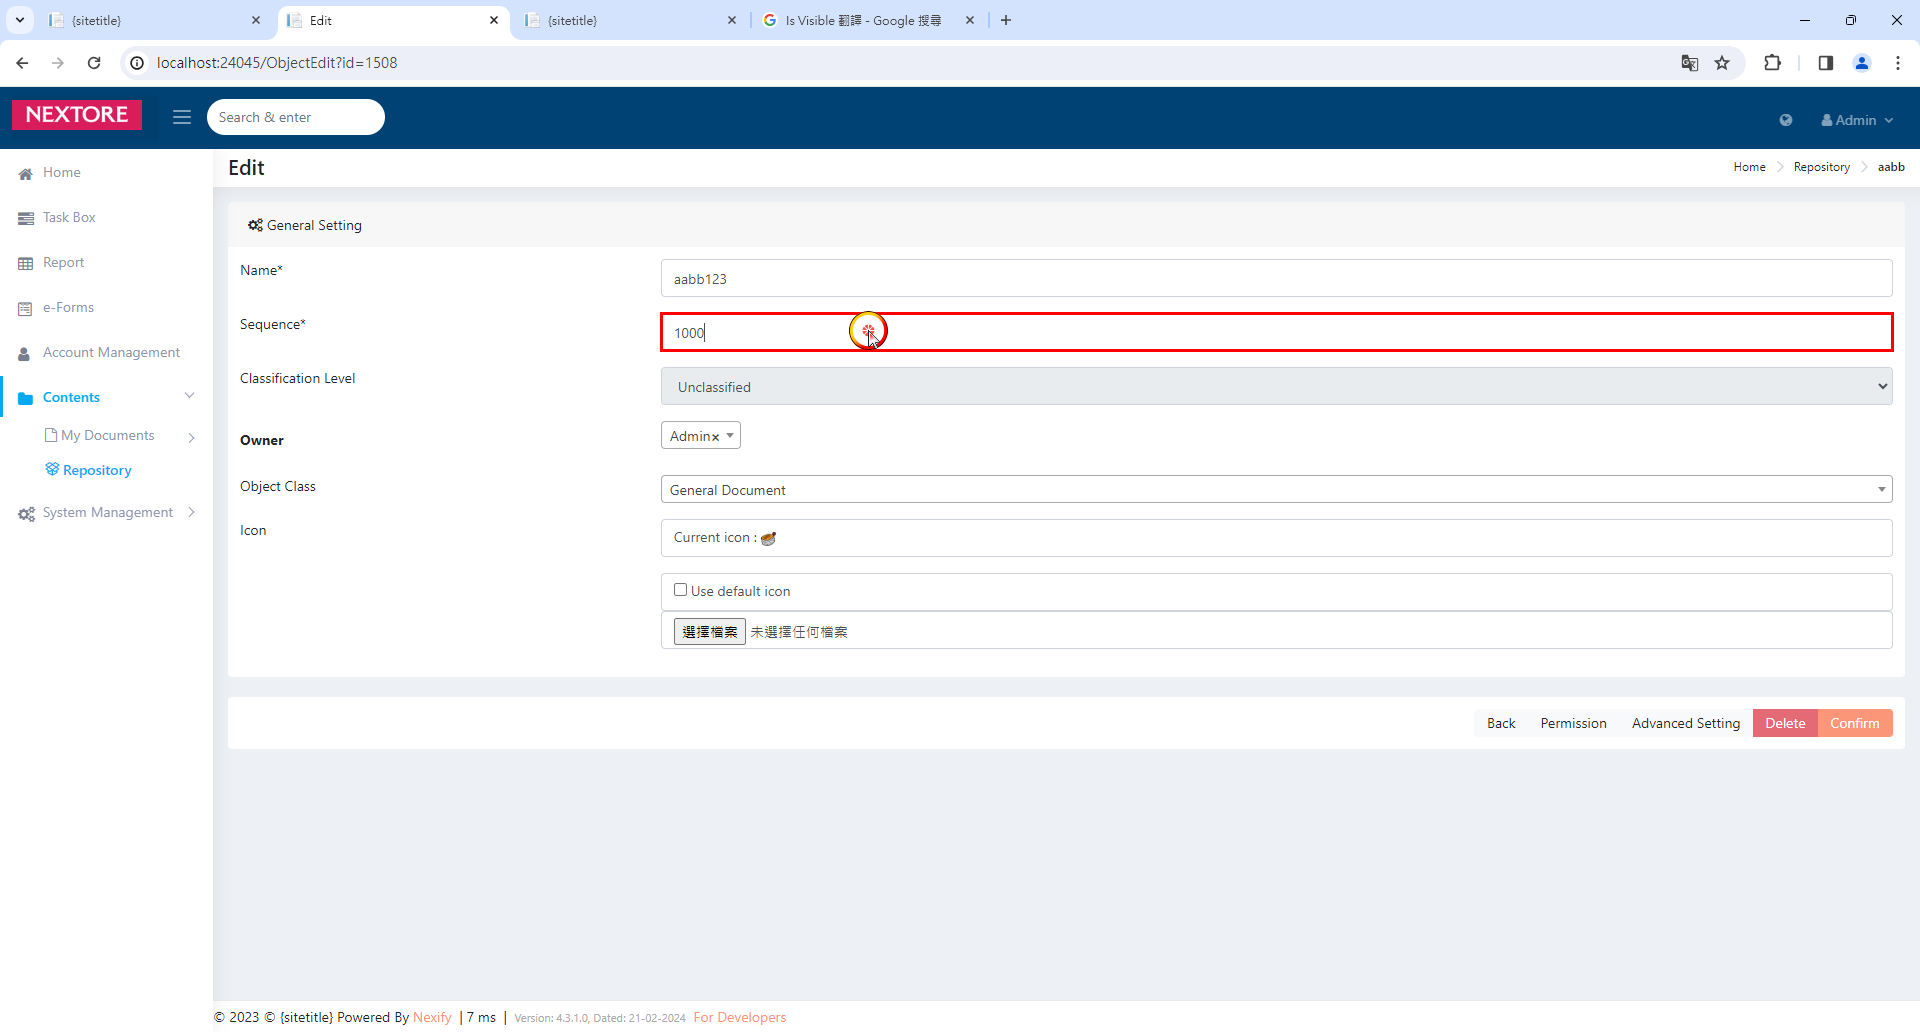 {sitetitle}
Edit
{sitetitle}
Is Visible 翻譯 - Google 搜尋
localhost:24045/ObjectEdit?id=1508
NEXTORE
Search & enter
Admin
Home
Task Box
Report
e-Forms
Account Management
Contents
My Documents
Repository
System Management
Edit
Home
Repository
aabb
General Setting
Name*
aabb123
Sequence*
1000
Classification Level
Unclassified
Owner
Admin×
Object Class
General Document
Icon
Current icon :
Use default icon
選擇檔案 未選擇任何檔案
Back
Permission
Advanced Setting
Delete
Confirm
© 2023 © {sitetitle} Powered By Nexify | 7 ms | Version: 4.3.1.0, Dated: 21-02-2024 For Developers